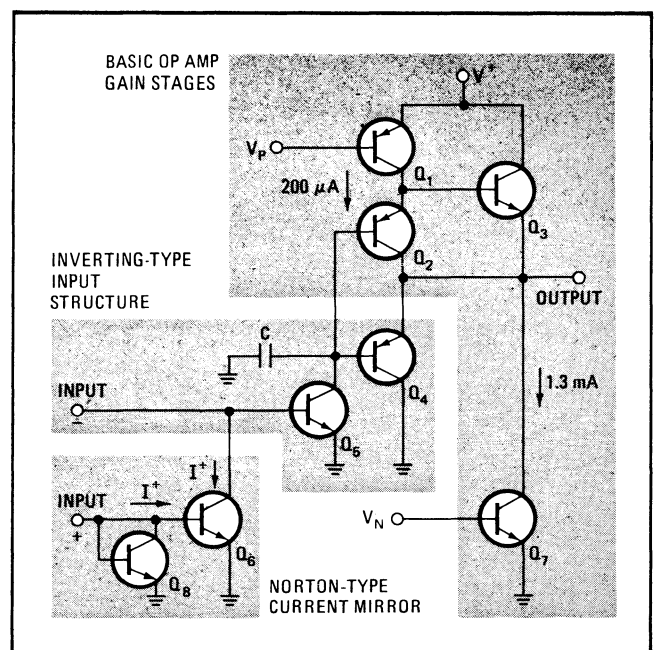 BASIC OP AMP
GAIN STAGES
V+
VP
Q1
200 μA
Q3
Q2
INVERTING-TYPE
INPUT
STRUCTURE
OUTPUT
C
Q4
1.3 mA
INPUT
−
Q5
I+
I+
INPUT
+
VN
Q6
Q7
Q8
NORTON-TYPE
CURRENT MIRROR